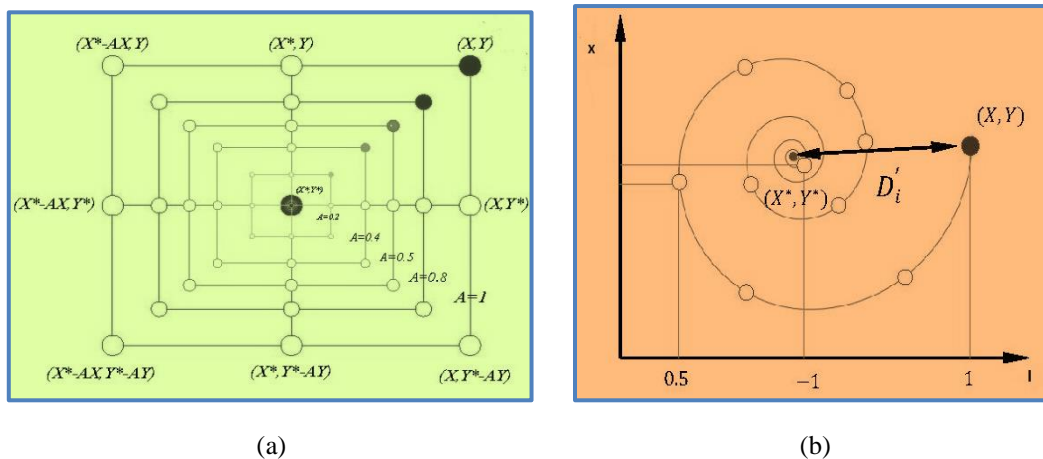 (X*-AX,Y) (X*,Y) (X,Y)
(X*,Y*)
(X*-AX,Y*) (X,Y*)
A=0.2
A=0.4
A=0.5
A=0.8
A=1
(X*-AX,Y*-AY) (X*,Y*-AY) (X,Y*-AY)
(a)
x
(X, Y)
(X*, Y*)
D'i
0.5 −1 1 l
(b)